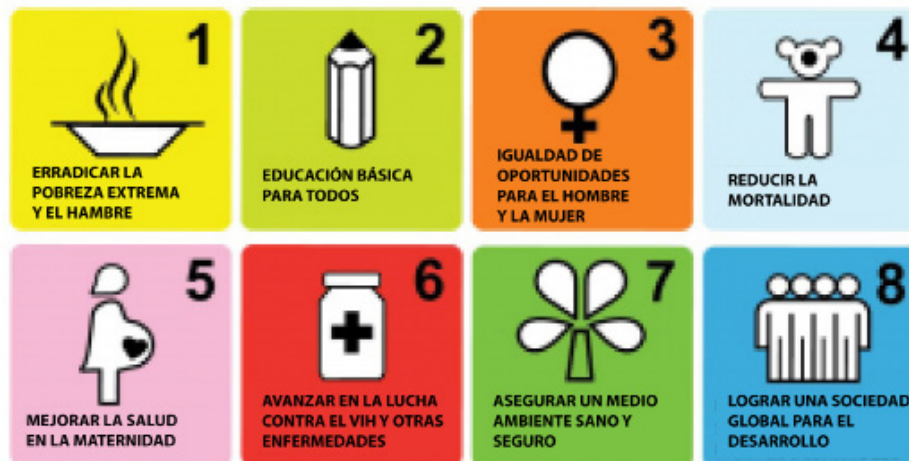 1
ERRADICAR LA
POBREZA EXTREMA
Y EL HAMBRE
2
EDUCACIÓN BÁSICA
PARA TODOS
3
IGUALDAD DE
OPORTUNIDADES
PARA EL HOMBRE
Y LA MUJER
4
REDUCIR LA
MORTALIDAD
5
MEJORAR LA SALUD
EN LA MATERNIDAD
6
AVANZAR EN LA LUCHA
CONTRA EL VIH Y OTRAS
ENFERMEDADES
7
ASEGURAR UN MEDIO
AMBIENTE SANO Y
SEGURO
8
LOGRAR UNA SOCIEDAD
GLOBAL PARA EL
DESARROLLO